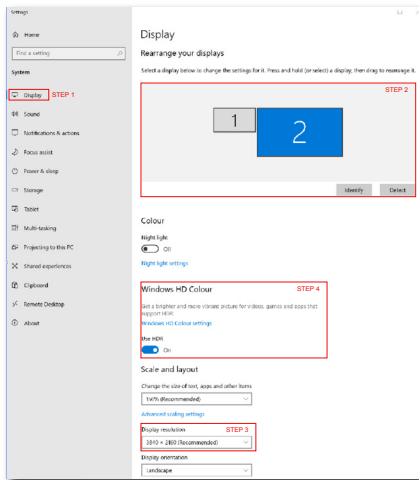 Settings
Home
Find a setting
System
Display STEP 1
Sound
Notifications & actions
Focus assist
Power & sleep
Storage
Tablet
Multi-tasking
Projecting to this PC
Shared experiences
Clipboard
Remote Desktop
About
Display
Rearrange your displays
Select a display below to change the settings for it. Press and hold (or select) a display, then drag to rearrange it.
STEP 2
1
2
Identify Detect
Colour
Night light
Off
Night light settings
Windows HD Colour STEP 4
Get a brighter and more vibrant picture for videos, games and apps that
support HDR.
Windows HD Colour settings
Use HDR
On
Scale and layout
Change the size of text, apps and other items
150% (Recommended)
Advanced scaling settings
Display resolution STEP 3
3840 × 2160 (Recommended)
Display orientation
Landscape